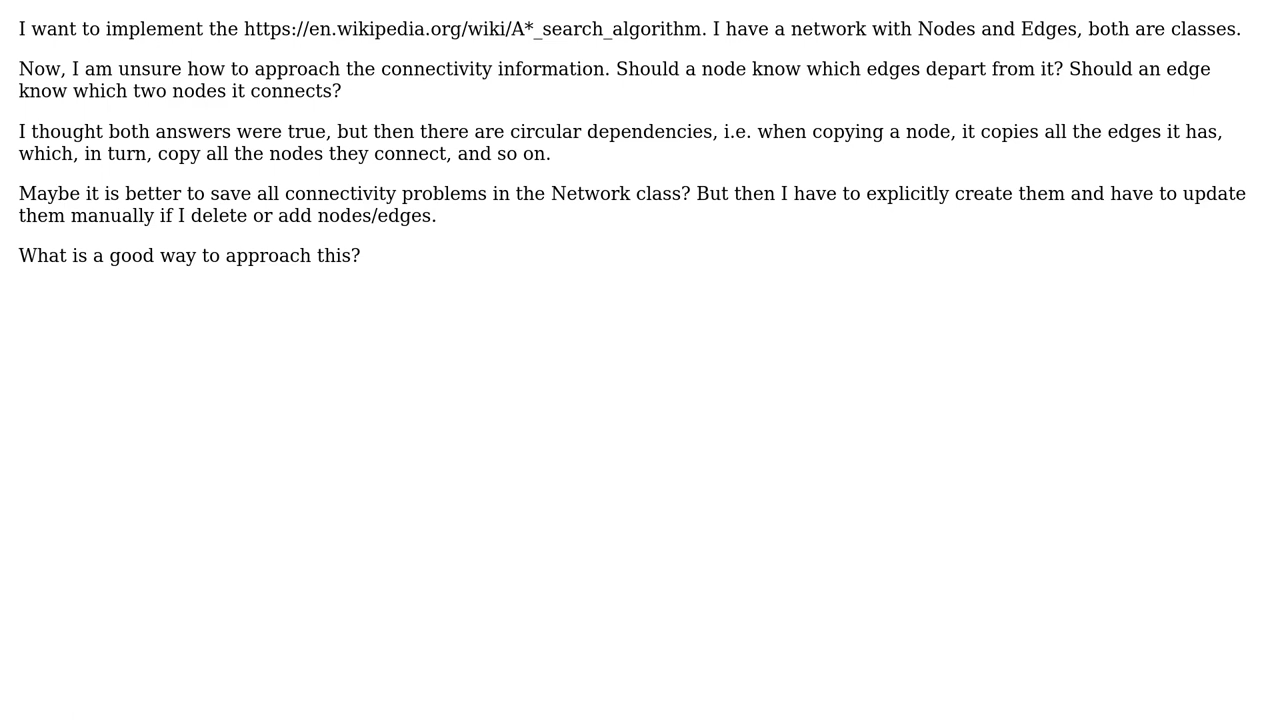 I want to implement the https://en.wikipedia.org/wiki/A*_search_algorithm. I have a network with Nodes and Edges, both are classes.
Now, I am unsure how to approach the connectivity information. Should a node know which edges depart from it? Should an edge
know which two nodes it connects?
I thought both answers were true, but then there are circular dependencies, i.e. when copying a node, it copies all the edges it has,
which, in turn, copy all the nodes they connect, and so on.
Maybe it is better to save all connectivity problems in the Network class? But then I have to explicitly create them and have to update
them manually if I delete or add nodes/edges.
What is a good way to approach this?